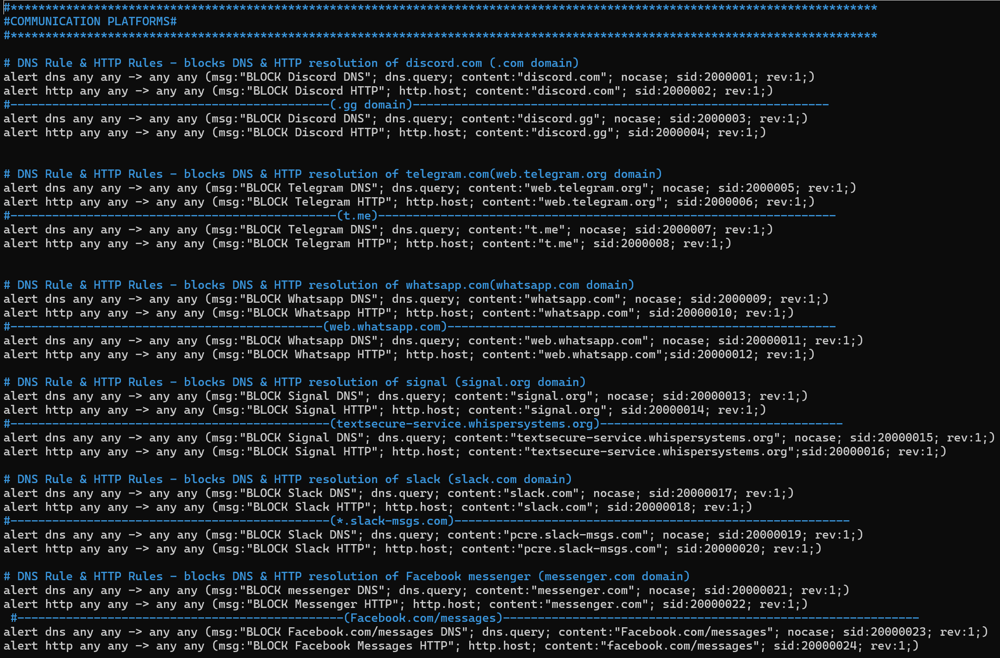 #*****************************************************************************************************************************
#COMMUNICATION PLATFORMS#
#*****************************************************************************************************************************
# DNS Rule & HTTP Rules - blocks DNS & HTTP resolution of discord.com (.com domain)
alert dns any any -> any any (msg:"BLOCK Discord DNS"; dns.query; content:"discord.com"; nocase; sid:2000001; rev:1;)
alert http any any -> any any (msg:"BLOCK Discord HTTP"; http.host; content:"discord.com"; sid:2000002; rev:1;)
#----------------------------------------------(.gg domain)------------------------------------------------------------
alert dns any any -> any any (msg:"BLOCK Discord DNS"; dns.query; content:"discord.gg"; nocase; sid:2000003; rev:1;)
alert http any any -> any any (msg:"BLOCK Discord HTTP"; http.host; content:"discord.gg"; sid:2000004; rev:1;)
# DNS Rule & HTTP Rules - blocks DNS & HTTP resolution of telegram.com(web.telegram.org domain)
alert dns any any -> any any (msg:"BLOCK Telegram DNS"; dns.query; content:"web.telegram.org"; nocase; sid:2000005; rev:1;)
alert http any any -> any any (msg:"BLOCK Telegram HTTP"; http.host; content:"web.telegram.org"; sid:2000006; rev:1;)
#-----------------------------------------------(t.me)------------------------------------------------------------------
alert dns any any -> any any (msg:"BLOCK Telegram DNS"; dns.query; content:"t.me"; nocase; sid:2000007; rev:1;)
alert http any any -> any any (msg:"BLOCK Telegram HTTP"; http.host; content:"t.me"; sid:2000008; rev:1;)
# DNS Rule & HTTP Rules - blocks DNS & HTTP resolution of whatsapp.com(whatsapp.com domain)
alert dns any any -> any any (msg:"BLOCK Whatsapp DNS"; dns.query; content:"whatsapp.com"; nocase; sid:2000009; rev:1;)
alert http any any -> any any (msg:"BLOCK Whatsapp HTTP"; http.host; content:"whatsapp.com"; sid:20000010; rev:1;)
#---------------------------------------------(web.whatsapp.com)--------------------------------------------------------
alert dns any any -> any any (msg:"BLOCK Whatsapp DNS"; dns.query; content:"web.whatsapp.com"; nocase; sid:20000011; rev:1;)
alert http any any -> any any (msg:"BLOCK Whatsapp HTTP"; http.host; content:"web.whatsapp.com";sid:20000012; rev:1;)
# DNS Rule & HTTP Rules - blocks DNS & HTTP resolution of signal (signal.org domain)
alert dns any any -> any any (msg:"BLOCK Signal DNS"; dns.query; content:"signal.org"; nocase; sid:20000013; rev:1;)
alert http any any -> any any (msg:"BLOCK Signal HTTP"; http.host; content:"signal.org"; sid:20000014; rev:1;)
#----------------------------------------------(textsecure-service.whispersystems.org)-----------------------------------
alert dns any any -> any any (msg:"BLOCK Signal DNS"; dns.query; content:"textsecure-service.whispersystems.org"; nocase; sid:20000015; rev:1;)
alert http any any -> any any (msg:"BLOCK Signal HTTP"; http.host; content:"textsecure-service.whispersystems.org";sid:20000016; rev:1;)
# DNS Rule & HTTP Rules - blocks DNS & HTTP resolution of slack (slack.com domain)
alert dns any any -> any any (msg:"BLOCK Slack DNS"; dns.query; content:"slack.com"; nocase; sid:20000017; rev:1;)
alert http any any -> any any (msg:"BLOCK Slack HTTP"; http.host; content:"slack.com"; sid:20000018; rev:1;)
#----------------------------------------------(*.slack-msgs.com)---------------------------------------------------------
alert dns any any -> any any (msg:"BLOCK Slack DNS"; dns.query; content:"pcre.slack-msgs.com"; nocase; sid:20000019; rev:1;)
alert http any any -> any any (msg:"BLOCK Slack HTTP"; http.host; content:"pcre.slack-msgs.com"; sid:20000020; rev:1;)
# DNS Rule & HTTP Rules - blocks DNS & HTTP resolution of Facebook messenger (messenger.com domain)
alert dns any any -> any any (msg:"BLOCK messenger DNS"; dns.query; content:"messenger.com"; nocase; sid:20000021; rev:1;)
alert http any any -> any any (msg:"BLOCK Messenger HTTP"; http.host; content:"messenger.com"; sid:20000022; rev:1;)
#-----------------------------------------------(Facebook.com/messages)------------------------------------------------------------
alert dns any any -> any any (msg:"BLOCK Facebook.com/messages DNS"; dns.query; content:"Facebook.com/messages"; nocase; sid:20000023; rev:1;)
alert http any any -> any any (msg:"BLOCK Facebook Messages HTTP"; http.host; content:"facebook.com/messages"; sid:20000024; rev:1;)